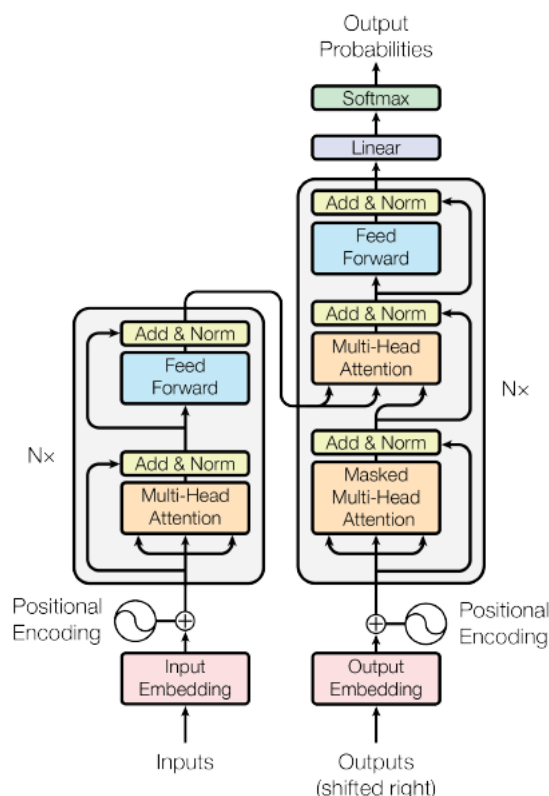 Output
Probabilities
Softmax
Linear
Add & Norm
Feed
Forward
Add & Norm
Multi-Head
Attention
Add & Norm
Masked
Multi-Head
Attention
N×
Positional
Encoding
Output
Embedding
Outputs
(shifted right)
Add & Norm
Feed
Forward
Add & Norm
Multi-Head
Attention
N×
Positional
Encoding
Input
Embedding
Inputs